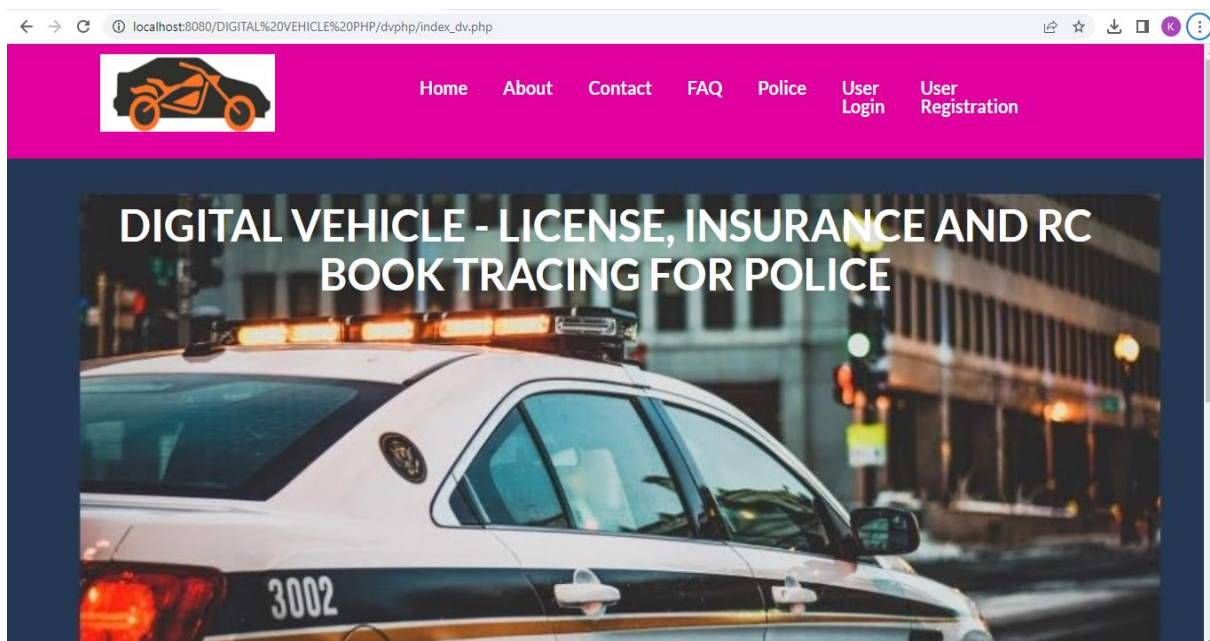 localhost:8080/DIGITAL%20VEHICLE%20PHP/dvphp/index_dv.php
K
Home About Contact FAQ Police User Login User Registration
DIGITAL VEHICLE - LICENSE, INSURANCE AND RC
BOOK TRACING FOR POLICE
3002